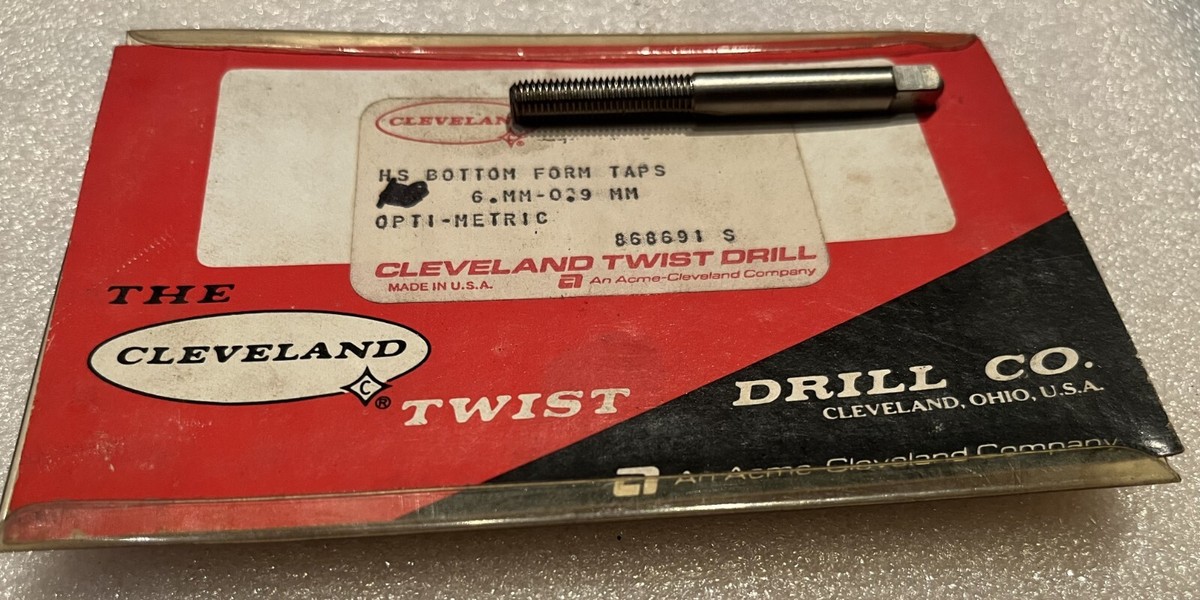 CLEVELAN
HS BOTTOM FORM TAPS
6.MM-0.9 MM
OPTI-METRIC
868691 S
CLEVELAND TWIST DRILL
MADE IN U.S.A.
a An Acme-Cleveland Company
THE
CLEVELAND
C ®
TWIST
DRILL CO.
CLEVELAND, OHIO, U.S.A.
a An Acme Cleveland Company